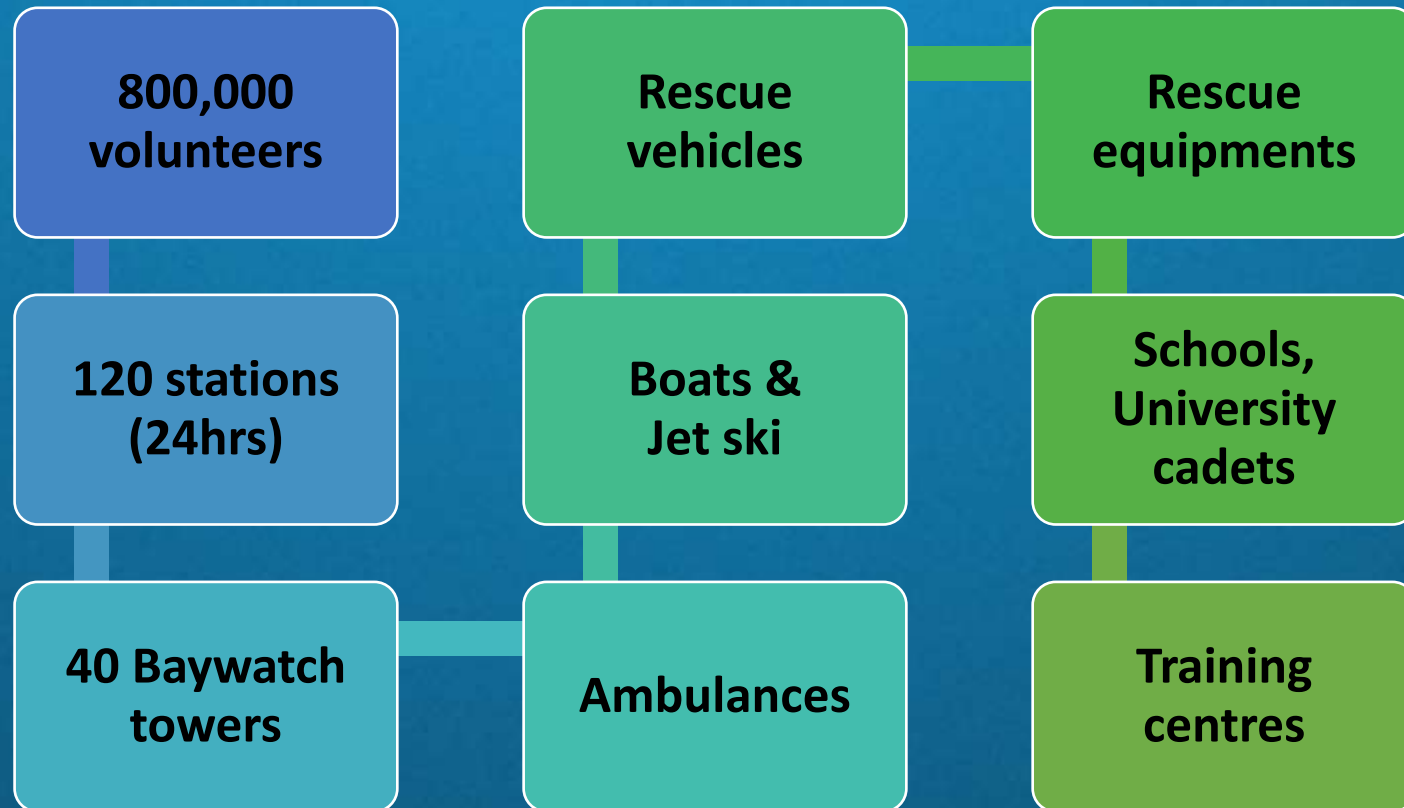 800,000
volunteers
120 stations
(24hrs)
40 Baywatch
towers
Ambulances
Boats &
Jet ski
Rescue
vehicles
Rescue
equipments
Schools,
University
cadets
Training
centres